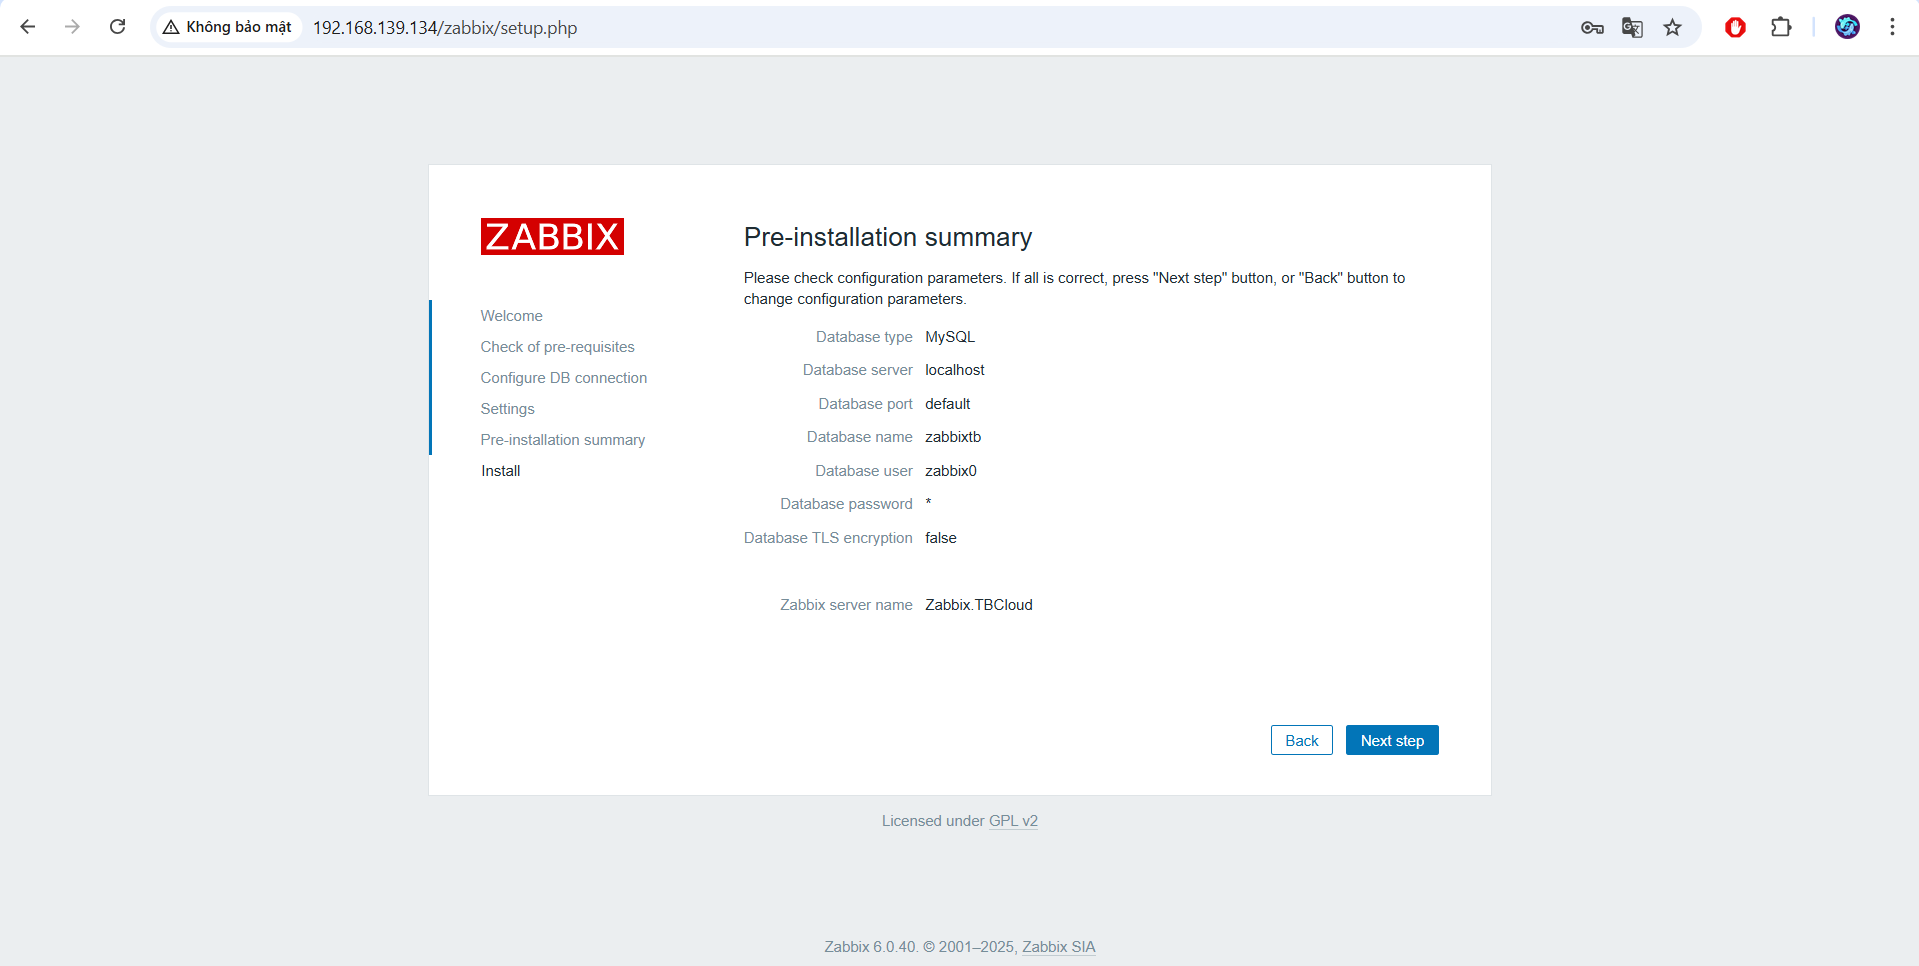 Không bảo mật 192.168.139.134/zabbix/setup.php
ZABBIX
Welcome
Check of pre-requisites
Configure DB connection
Settings
Pre-installation summary
Install
Pre-installation summary
Please check configuration parameters. If all is correct, press "Next step" button, or "Back" button to
change configuration parameters.
Database type MySQL
Database server localhost
Database port default
Database name zabbixtb
Database user zabbix0
Database password *
Database TLS encryption false
Zabbix server name Zabbix.TBCloud
Back Next step
Licensed under GPL v2
Zabbix 6.0.40. © 2001–2025, Zabbix SIA